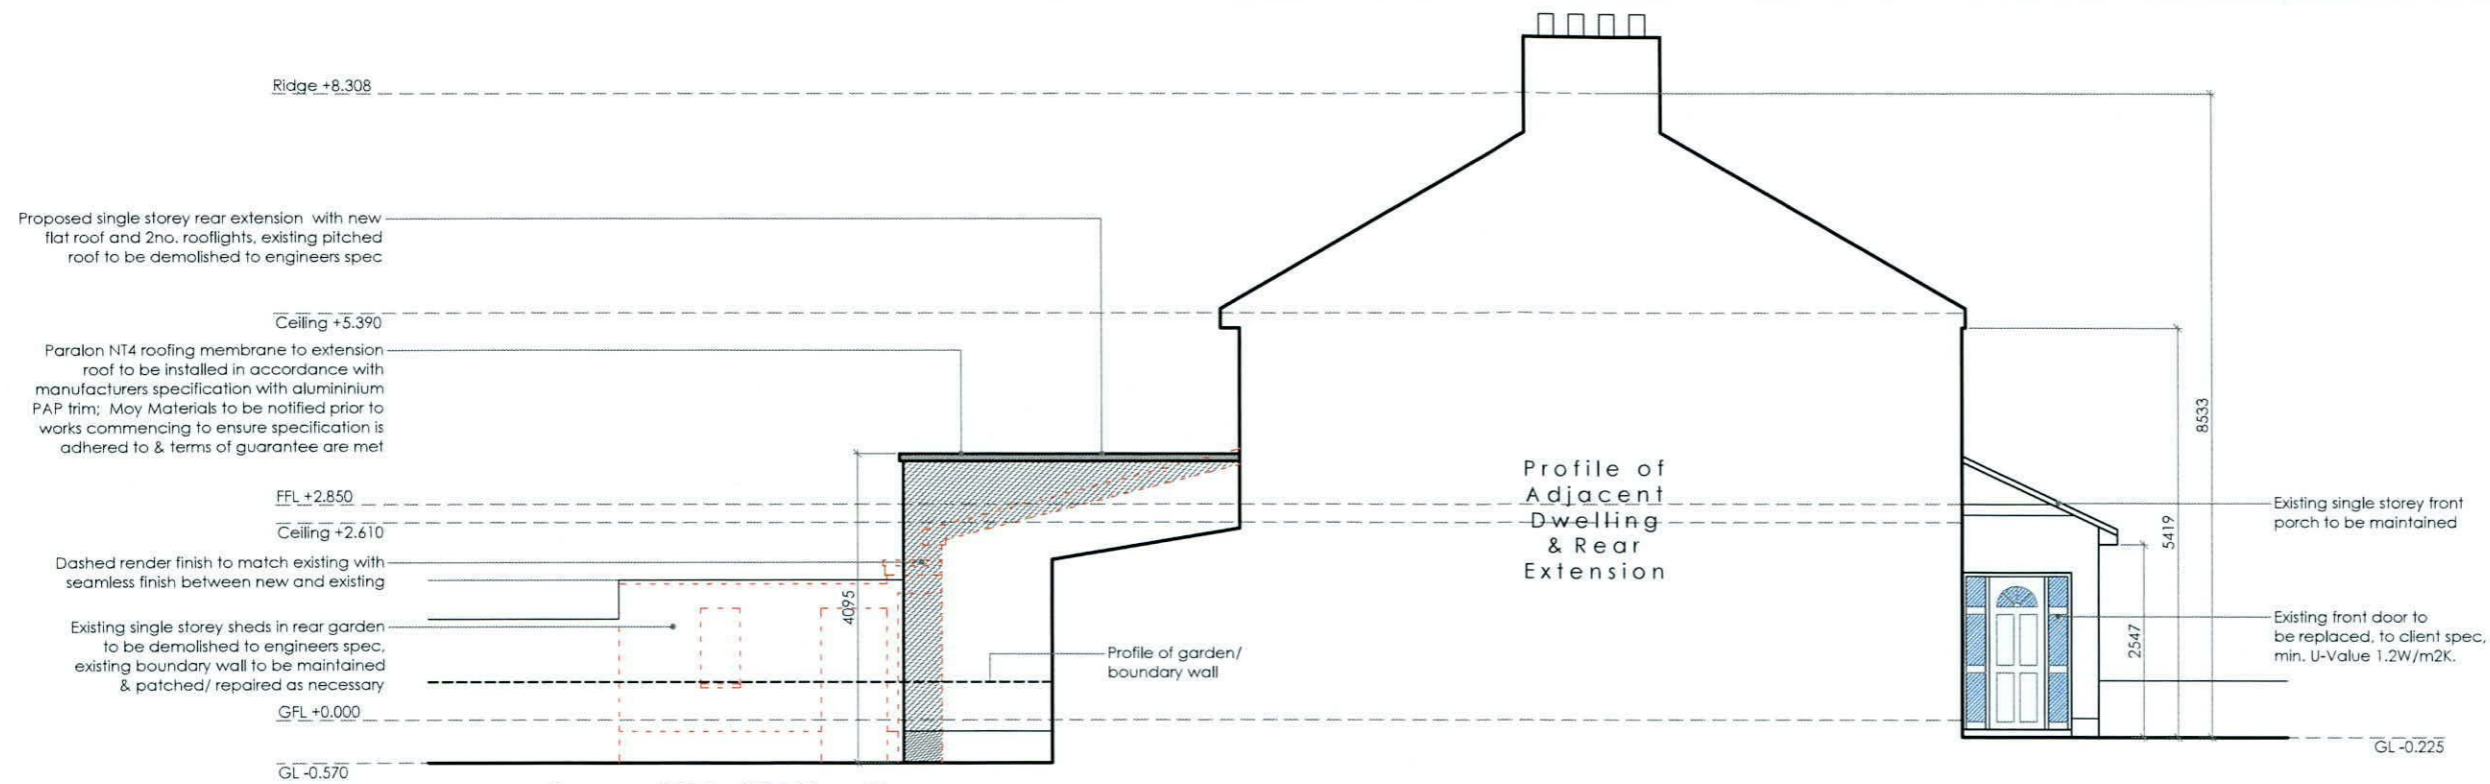 Ridge +8.308
Proposed single storey rear extension with new
flat roof and 2no. rooflights, existing pitched
roof to be demolished to engineers spec
Ceiling +5.390
Paralon NT4 roofing membrane to extension
roof to be installed in accordance with
manufacturers specification with alumininium
PAP trim; Moy Materials to be notified prior to
works commencing to ensure specification is
adhered to & terms of guarantee are met
FFL +2.850
Ceiling +2.610
Dashed render finish to match existing with
seamless finish between new and existing
Existing single storey sheds in rear garden
to be demolished to engineers spec,
existing boundary wall to be maintained
& patched/ repaired as necessary
GFL +0.000
GL -0.570
4095
Profile of garden/
boundary wall
Profile of
Adjacent
Dwelling
& Rear
Extension
8533
5419
2547
Existing single storey front
porch to be maintained
Existing front door to
be replaced, to client spec,
min. U-Value 1.2W/m2K.
GL -0.225